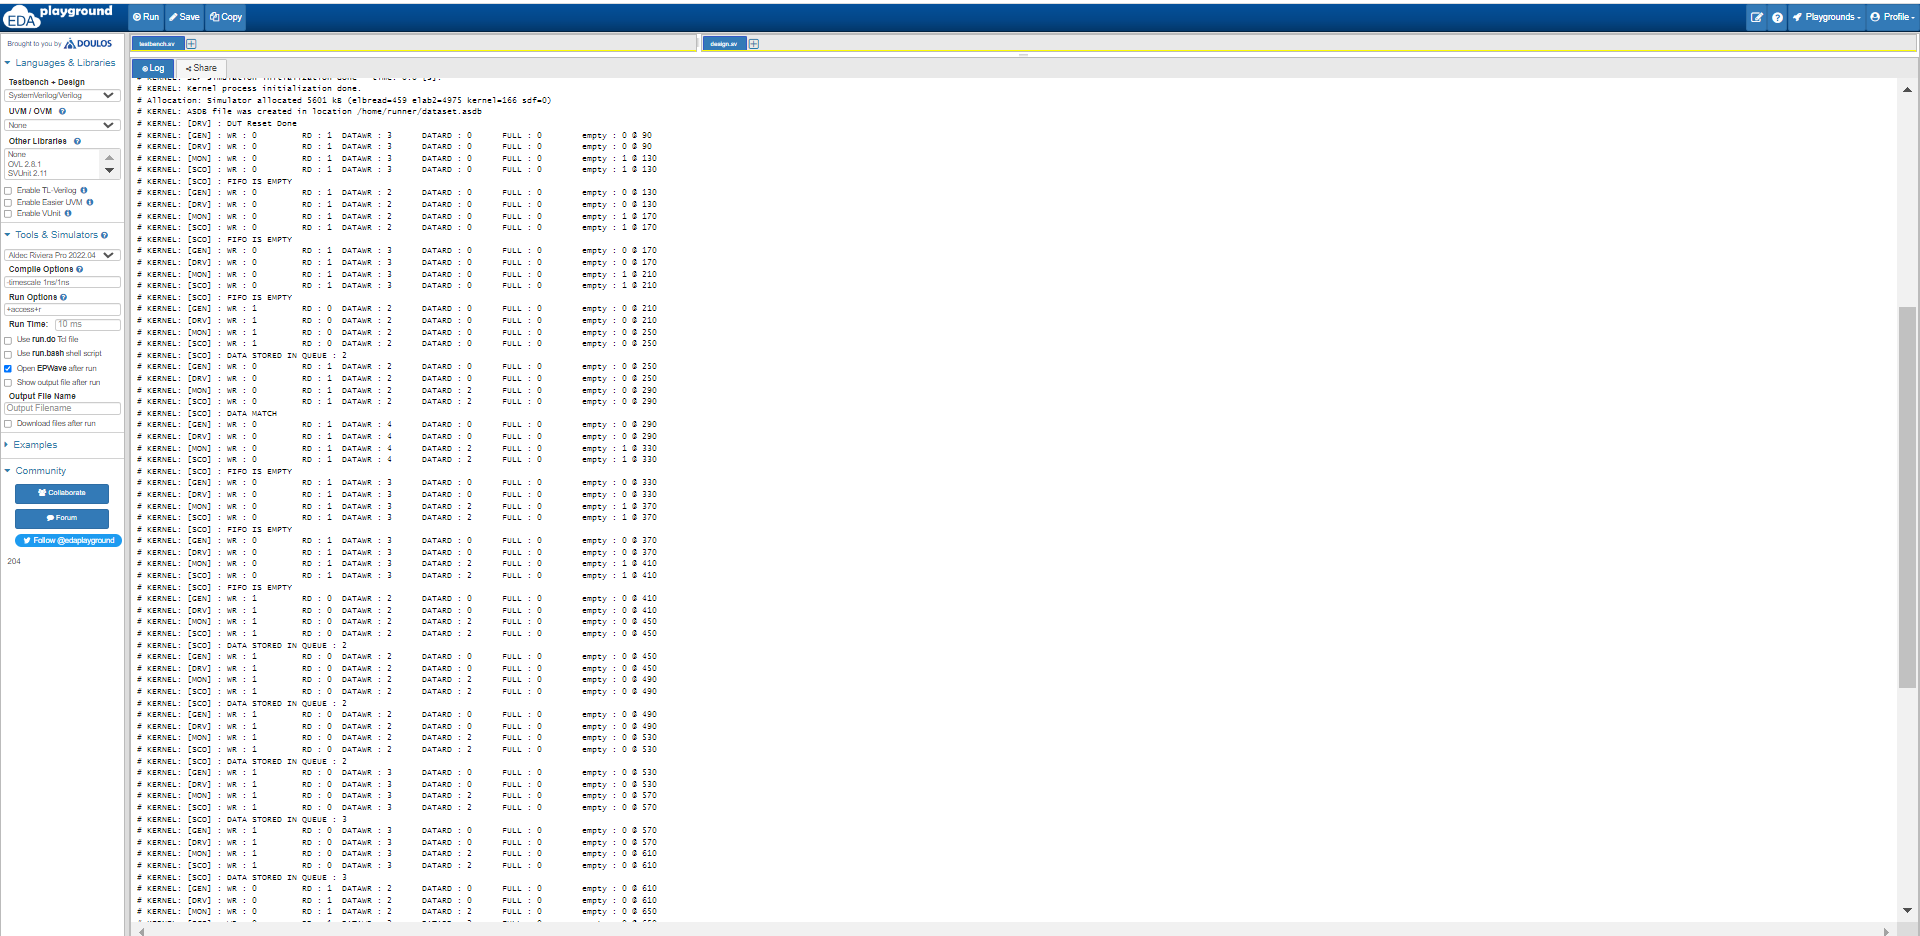 EDA playground
Run Save Copy
Playgrounds Profile
Brought to you by DOULOS
Languages & Libraries
Testbench + Design
SystemVerilog/Verilog
UVM / OVM
None
Other Libraries
None
OVL 2.8.1
SVUnit 2.11
Enable TL-Verilog
Enable Easier UVM
Enable VUnit
Tools & Simulators
Aldec Riviera Pro 2022.04
Compile Options
-timescale 1ns/1ns
Run Options
+access+r
Run Time: 10 ms
Use run.do Tcl file
Use run.bash shell script
Open EPWave after run
Show output file after run
Output File Name
Output Filename
Download files after run
Examples
Community
Collaborate
Forum
Follow @edaplayground
204
testbench.sv
design.sv
Log Share
# KERNEL: SLP simulation initialization done - time: 0.0 [s].
# KERNEL: Kernel process initialization done.
# Allocation: Simulator allocated 5601 kB (elbread=459 elab2=4975 kernel=166 sdf=0)
# KERNEL: ASDB file was created in location /home/runner/dataset.asdb
# KERNEL: [DRV] : DUT Reset Done
# KERNEL: [GEN] : WR : 0 RD : 1 DATAWR : 3 DATARD : 0 FULL : 0 empty : 0 @ 90
# KERNEL: [DRV] : WR : 0 RD : 1 DATAWR : 3 DATARD : 0 FULL : 0 empty : 0 @ 90
# KERNEL: [MON] : WR : 0 RD : 1 DATAWR : 3 DATARD : 0 FULL : 0 empty : 1 @ 130
# KERNEL: [SCO] : WR : 0 RD : 1 DATAWR : 3 DATARD : 0 FULL : 0 empty : 1 @ 130
# KERNEL: [SCO] : FIFO IS EMPTY
# KERNEL: [GEN] : WR : 0 RD : 1 DATAWR : 2 DATARD : 0 FULL : 0 empty : 0 @ 130
# KERNEL: [DRV] : WR : 0 RD : 1 DATAWR : 2 DATARD : 0 FULL : 0 empty : 0 @ 130
# KERNEL: [MON] : WR : 0 RD : 1 DATAWR : 2 DATARD : 0 FULL : 0 empty : 1 @ 170
# KERNEL: [SCO] : WR : 0 RD : 1 DATAWR : 2 DATARD : 0 FULL : 0 empty : 1 @ 170
# KERNEL: [SCO] : FIFO IS EMPTY
# KERNEL: [GEN] : WR : 0 RD : 1 DATAWR : 3 DATARD : 0 FULL : 0 empty : 0 @ 170
# KERNEL: [DRV] : WR : 0 RD : 1 DATAWR : 3 DATARD : 0 FULL : 0 empty : 0 @ 170
# KERNEL: [MON] : WR : 0 RD : 1 DATAWR : 3 DATARD : 0 FULL : 0 empty : 1 @ 210
# KERNEL: [SCO] : WR : 0 RD : 1 DATAWR : 3 DATARD : 0 FULL : 0 empty : 1 @ 210
# KERNEL: [SCO] : FIFO IS EMPTY
# KERNEL: [GEN] : WR : 1 RD : 0 DATAWR : 2 DATARD : 0 FULL : 0 empty : 0 @ 210
# KERNEL: [DRV] : WR : 1 RD : 0 DATAWR : 2 DATARD : 0 FULL : 0 empty : 0 @ 210
# KERNEL: [MON] : WR : 1 RD : 0 DATAWR : 2 DATARD : 0 FULL : 0 empty : 0 @ 250
# KERNEL: [SCO] : WR : 1 RD : 0 DATAWR : 2 DATARD : 0 FULL : 0 empty : 0 @ 250
# KERNEL: [SCO] : DATA STORED IN QUEUE : 2
# KERNEL: [GEN] : WR : 0 RD : 1 DATAWR : 2 DATARD : 0 FULL : 0 empty : 0 @ 250
# KERNEL: [DRV] : WR : 0 RD : 1 DATAWR : 2 DATARD : 0 FULL : 0 empty : 0 @ 250
# KERNEL: [MON] : WR : 0 RD : 1 DATAWR : 2 DATARD : 2 FULL : 0 empty : 0 @ 290
# KERNEL: [SCO] : WR : 0 RD : 1 DATAWR : 2 DATARD : 2 FULL : 0 empty : 0 @ 290
# KERNEL: [SCO] : DATA MATCH
# KERNEL: [GEN] : WR : 0 RD : 1 DATAWR : 4 DATARD : 0 FULL : 0 empty : 0 @ 290
# KERNEL: [DRV] : WR : 0 RD : 1 DATAWR : 4 DATARD : 0 FULL : 0 empty : 0 @ 290
# KERNEL: [MON] : WR : 0 RD : 1 DATAWR : 4 DATARD : 2 FULL : 0 empty : 1 @ 330
# KERNEL: [SCO] : WR : 0 RD : 1 DATAWR : 4 DATARD : 2 FULL : 0 empty : 1 @ 330
# KERNEL: [SCO] : FIFO IS EMPTY
# KERNEL: [GEN] : WR : 0 RD : 1 DATAWR : 3 DATARD : 0 FULL : 0 empty : 0 @ 330
# KERNEL: [DRV] : WR : 0 RD : 1 DATAWR : 3 DATARD : 0 FULL : 0 empty : 0 @ 330
# KERNEL: [MON] : WR : 0 RD : 1 DATAWR : 3 DATARD : 2 FULL : 0 empty : 1 @ 370
# KERNEL: [SCO] : WR : 0 RD : 1 DATAWR : 3 DATARD : 2 FULL : 0 empty : 1 @ 370
# KERNEL: [SCO] : FIFO IS EMPTY
# KERNEL: [GEN] : WR : 0 RD : 1 DATAWR : 3 DATARD : 0 FULL : 0 empty : 0 @ 370
# KERNEL: [DRV] : WR : 0 RD : 1 DATAWR : 3 DATARD : 0 FULL : 0 empty : 0 @ 370
# KERNEL: [MON] : WR : 0 RD : 1 DATAWR : 3 DATARD : 2 FULL : 0 empty : 1 @ 410
# KERNEL: [SCO] : WR : 0 RD : 1 DATAWR : 3 DATARD : 2 FULL : 0 empty : 1 @ 410
# KERNEL: [SCO] : FIFO IS EMPTY
# KERNEL: [GEN] : WR : 1 RD : 0 DATAWR : 2 DATARD : 0 FULL : 0 empty : 0 @ 410
# KERNEL: [DRV] : WR : 1 RD : 0 DATAWR : 2 DATARD : 0 FULL : 0 empty : 0 @ 410
# KERNEL: [MON] : WR : 1 RD : 0 DATAWR : 2 DATARD : 2 FULL : 0 empty : 0 @ 450
# KERNEL: [SCO] : WR : 1 RD : 0 DATAWR : 2 DATARD : 2 FULL : 0 empty : 0 @ 450
# KERNEL: [SCO] : DATA STORED IN QUEUE : 2
# KERNEL: [GEN] : WR : 1 RD : 0 DATAWR : 2 DATARD : 0 FULL : 0 empty : 0 @ 450
# KERNEL: [DRV] : WR : 1 RD : 0 DATAWR : 2 DATARD : 0 FULL : 0 empty : 0 @ 450
# KERNEL: [MON] : WR : 1 RD : 0 DATAWR : 2 DATARD : 2 FULL : 0 empty : 0 @ 490
# KERNEL: [SCO] : WR : 1 RD : 0 DATAWR : 2 DATARD : 2 FULL : 0 empty : 0 @ 490
# KERNEL: [SCO] : DATA STORED IN QUEUE : 2
# KERNEL: [GEN] : WR : 1 RD : 0 DATAWR : 2 DATARD : 0 FULL : 0 empty : 0 @ 490
# KERNEL: [DRV] : WR : 1 RD : 0 DATAWR : 2 DATARD : 0 FULL : 0 empty : 0 @ 490
# KERNEL: [MON] : WR : 1 RD : 0 DATAWR : 2 DATARD : 2 FULL : 0 empty : 0 @ 530
# KERNEL: [SCO] : WR : 1 RD : 0 DATAWR : 2 DATARD : 2 FULL : 0 empty : 0 @ 530
# KERNEL: [SCO] : DATA STORED IN QUEUE : 2
# KERNEL: [GEN] : WR : 1 RD : 0 DATAWR : 3 DATARD : 0 FULL : 0 empty : 0 @ 530
# KERNEL: [DRV] : WR : 1 RD : 0 DATAWR : 3 DATARD : 0 FULL : 0 empty : 0 @ 530
# KERNEL: [MON] : WR : 1 RD : 0 DATAWR : 3 DATARD : 2 FULL : 0 empty : 0 @ 570
# KERNEL: [SCO] : WR : 1 RD : 0 DATAWR : 3 DATARD : 2 FULL : 0 empty : 0 @ 570
# KERNEL: [SCO] : DATA STORED IN QUEUE : 3
# KERNEL: [GEN] : WR : 1 RD : 0 DATAWR : 3 DATARD : 0 FULL : 0 empty : 0 @ 570
# KERNEL: [DRV] : WR : 1 RD : 0 DATAWR : 3 DATARD : 0 FULL : 0 empty : 0 @ 570
# KERNEL: [MON] : WR : 1 RD : 0 DATAWR : 3 DATARD : 2 FULL : 0 empty : 0 @ 610
# KERNEL: [SCO] : WR : 1 RD : 0 DATAWR : 3 DATARD : 2 FULL : 0 empty : 0 @ 610
# KERNEL: [SCO] : DATA STORED IN QUEUE : 3
# KERNEL: [GEN] : WR : 0 RD : 1 DATAWR : 2 DATARD : 0 FULL : 0 empty : 0 @ 610
# KERNEL: [DRV] : WR : 0 RD : 1 DATAWR : 2 DATARD : 0 FULL : 0 empty : 0 @ 610
# KERNEL: [MON] : WR : 0 RD : 1 DATAWR : 2 DATARD : 2 FULL : 0 empty : 0 @ 650